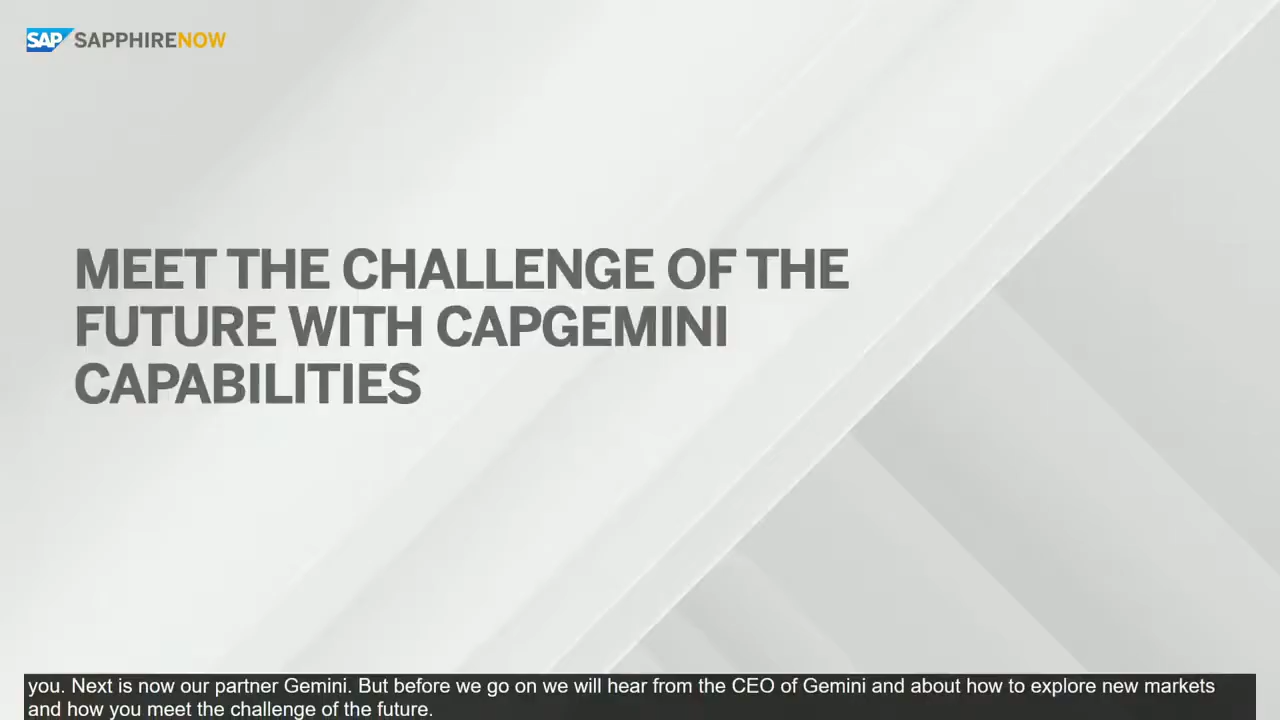 SAP SAPPHIRENOW
MEET THE CHALLENGE OF THE
FUTURE WITH CAPGEMINI
CAPABILITIES
you. Next is now our partner Gemini. But before we go on we will hear from the CEO of Gemini and about how to explore new markets
and how you meet the challenge of the future.